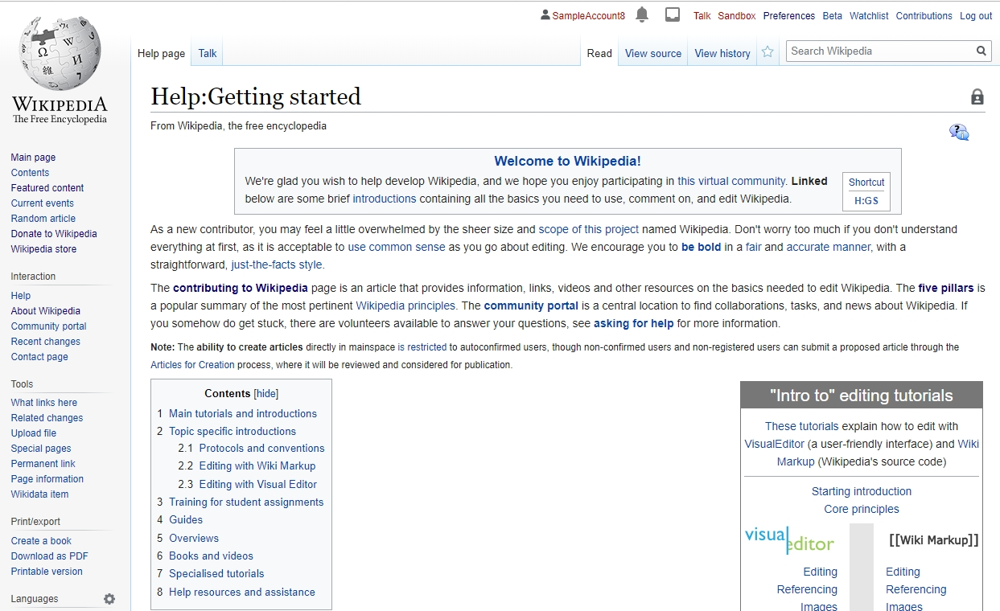 SampleAccount8 Talk Sandbox Preferences Beta Watchlist Contributions Log out
Help page Talk Read View source View history Search Wikipedia
WIKIPEDIA
The Free Encyclopedia
Main page
Contents
Featured content
Current events
Random article
Donate to Wikipedia
Wikipedia store
Interaction
Help
About Wikipedia
Community portal
Recent changes
Contact page
Tools
What links here
Related changes
Upload file
Special pages
Permanent link
Page information
Wikidata item
Print/export
Create a book
Download as PDF
Printable version
Languages
Help:Getting started
From Wikipedia, the free encyclopedia
Welcome to Wikipedia!
We're glad you wish to help develop Wikipedia, and we hope you enjoy participating in this virtual community. Linked
below are some brief introductions containing all the basics you need to use, comment on, and edit Wikipedia.
Shortcut
H:GS
As a new contributor, you may feel a little overwhelmed by the sheer size and scope of this project named Wikipedia. Don't worry too much if you don't understand
everything at first, as it is acceptable to use common sense as you go about editing. We encourage you to be bold in a fair and accurate manner, with a
straightforward, just-the-facts style.
The contributing to Wikipedia page is an article that provides information, links, videos and other resources on the basics needed to edit Wikipedia. The five pillars is
a popular summary of the most pertinent Wikipedia principles. The community portal is a central location to find collaborations, tasks, and news about Wikipedia. If
you somehow do get stuck, there are volunteers available to answer your questions, see asking for help for more information.
Note: The ability to create articles directly in mainspace is restricted to autoconfirmed users, though non-confirmed users and non-registered users can submit a proposed article through the
Articles for Creation process, where it will be reviewed and considered for publication.
Contents [hide]
1 Main tutorials and introductions
2 Topic specific introductions
2.1 Protocols and conventions
2.2 Editing with Wiki Markup
2.3 Editing with Visual Editor
3 Training for student assignments
4 Guides
5 Overviews
6 Books and videos
7 Specialised tutorials
8 Help resources and assistance
"Intro to" editing tutorials
These tutorials explain how to edit with
VisualEditor (a user-friendly interface) and Wiki
Markup (Wikipedia's source code)
Starting introduction
Core principles
visualeditor [[Wiki Markup]]
Editing Editing
Referencing Referencing
Images Images